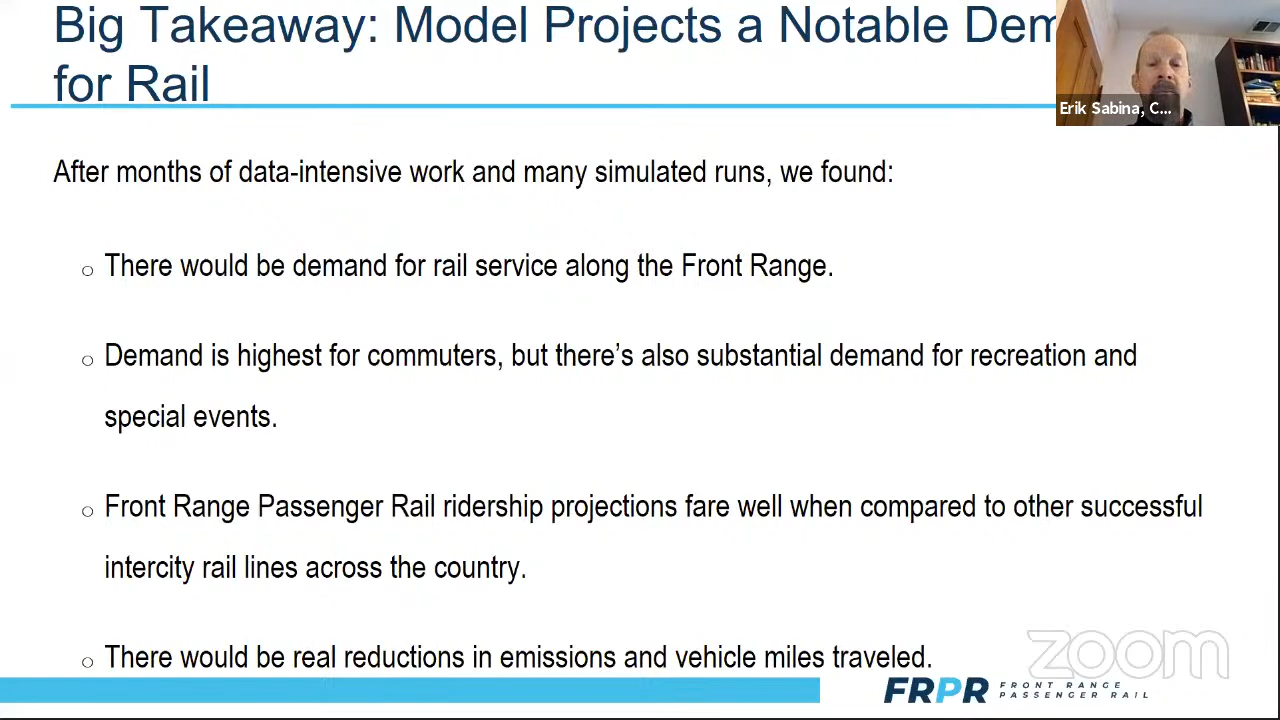 Big Takeaway: Model Projects a Notable Dem
for Rail
Erik Sabina, C...
After months of data-intensive work and many simulated runs, we found:
○ There would be demand for rail service along the Front Range.
○ Demand is highest for commuters, but there's also substantial demand for recreation and
special events.
○ Front Range Passenger Rail ridership projections fare well when compared to other successful
intercity rail lines across the country.
○ There would be real reductions in emissions and vehicle miles traveled.
zoom
FRPR FRONT RANGE
PASSENGER RAIL